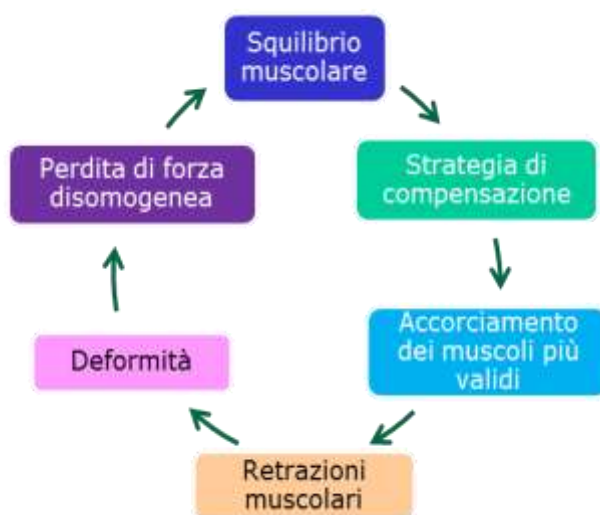 Squilibrio
muscolare
Strategia di
compensazione
Accorciamento
dei muscoli più
validi
Retrazioni
muscolari
Deformità
Perdita di forza
disomogenea